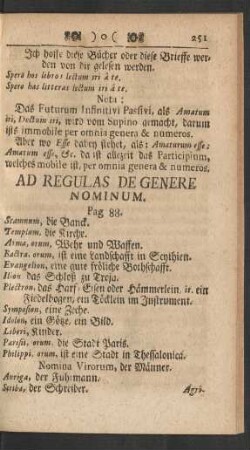 )o( 251
Ich hoffe diese Bücher oder diese Brieffe wer-
den von dir gelesen werden.
Spero hos libros lectum iri à te.
Spero has litteras lectum iri à te.
Nota:
Das Futurum Infinitivi Passivi, als Amatum
iri, Doctum iri, wird vom Supino gemacht, darum
ists immobile per omnia genera & numeros.
Aber wo Esse dabey stehet, als: Amaturum esse:
Amatum esse, &c. da ist allzeit das Participium,
welches mobile ist, per omnia genera & numeros.
AD REGULAS DE GENERE
NOMINUM.
Pag 88.
Scamnum, die Banck.
Templum, die Kirche.
Arma, orum, Wehr und Waffen.
Bactra, orum, ist eine Landschafft in Scythien.
Evangelion, eine gute fröliche Bothschafft.
Ilion das Schloß zu Troja.
Plectron, das Harf-Eisen oder Hämmerlein. it. ein
Fiedelbogen, ein Töcklein im Instrument.
Symposion, eine Zeche.
Idolon, ein Götze, ein Bild.
Liberi, Kinder.
Parisii, orum, die Stadt Paris.
Philippi, orum, ist eine Stadt in Thessalonica.
Nomina Virorum, der Männer.
Auriga, der Fuhrmann.
Scriba, der Schreiber.
Agri-